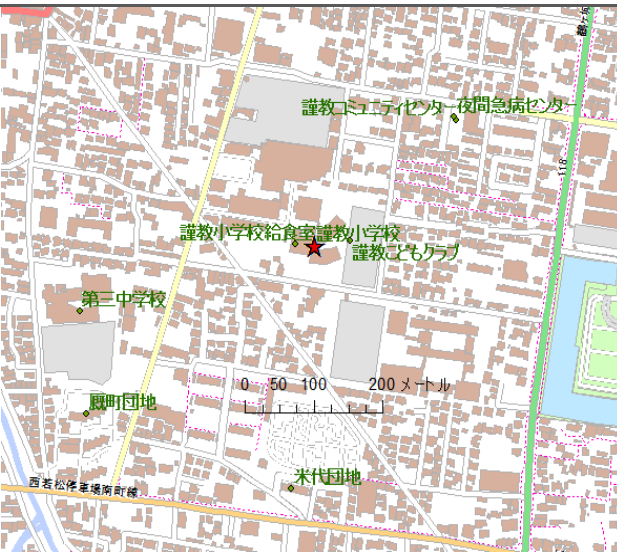 謹教コミュニティセンター
夜間急病センター
118
謹教小学校給食室
謹教小学校
謹教こどもクラブ
第三中学校
0 50 100 200 メートル
厩町団地
米代団地
西若松停車場南町線